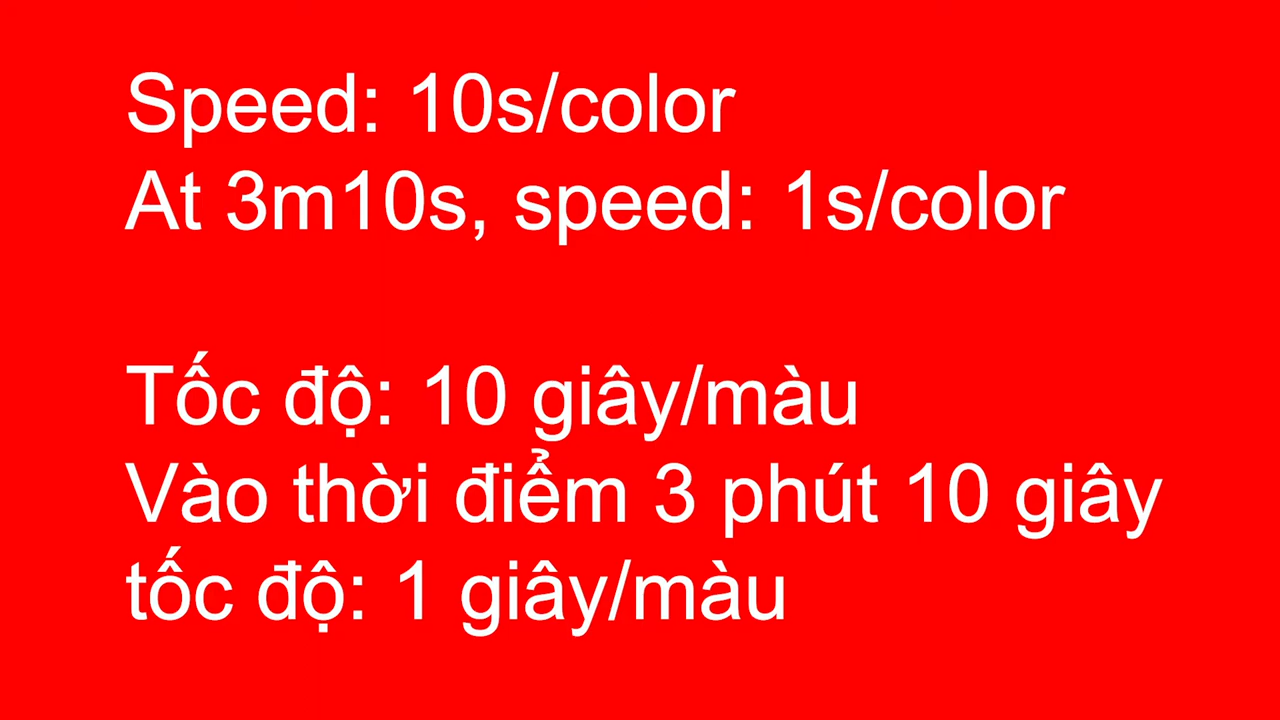 Speed: 10s/color
At 3m10s, speed: 1s/color
Tốc độ: 10 giây/màu
Vào thời điểm 3 phút 10 giây
tốc độ: 1 giây/màu